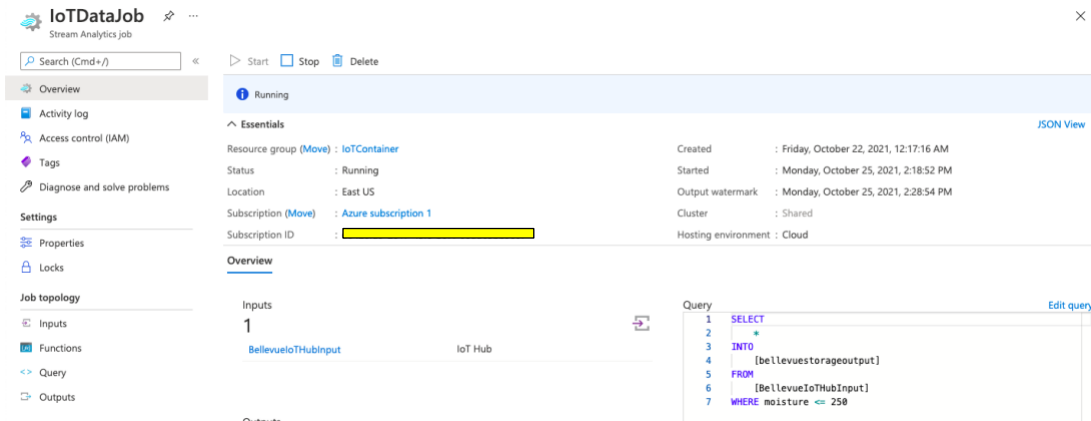 IoTDataJob
Stream Analytics job
Search (Cmd+/)
Overview
Activity log
Access control (IAM)
Tags
Diagnose and solve problems
Settings
Properties
Locks
Job topology
Inputs
Functions
Query
Outputs
Start Stop Delete
Running
Essentials JSON View
Resource group (Move) : IoTContainer
Status : Running
Location : East US
Subscription (Move) : Azure subscription 1
Subscription ID :
Created : Friday, October 22, 2021, 12:17:16 AM
Started : Monday, October 25, 2021, 2:18:52 PM
Output watermark : Monday, October 25, 2021, 2:28:54 PM
Cluster : Shared
Hosting environment : Cloud
Overview
Inputs
1
BellevueIoTHubInput IoT Hub
Query Edit query
1 SELECT
2 *
3 INTO
4 [bellevuestorageoutput]
5 FROM
6 [BellevueIoTHubInput]
7 WHERE moisture <= 250